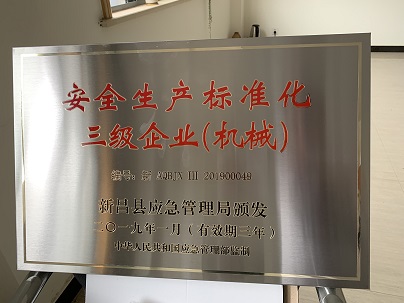 安全生产标准化
三级企业(机械)
编号: AQBJX III 201900049
新昌县应急管理局颁发
二〇一九年一月(有效期三年)
中华人民共和国应急管理部监制